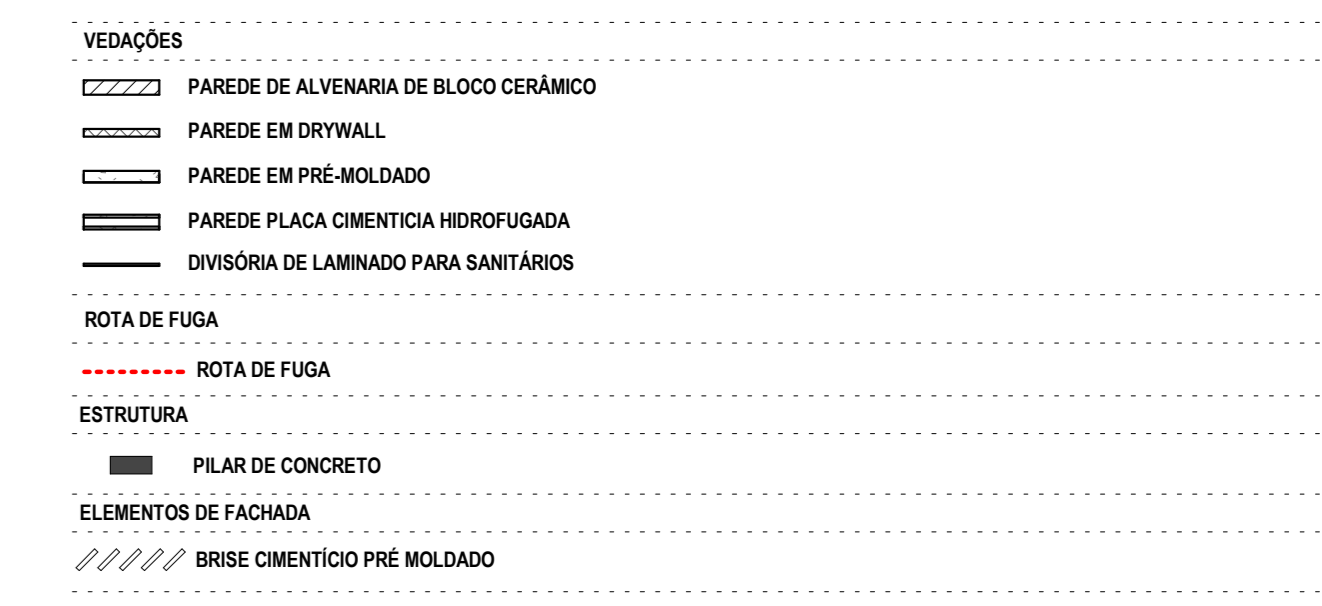 VEDAÇÕES
PAREDE DE ALVENARIA DE BLOCO CERÂMICO
PAREDE EM DRYWALL
PAREDE EM PRÉ-MOLDADO
PAREDE PLACA CIMENTICIA HIDROFUGADA
DIVISÓRIA DE LAMINADO PARA SANITÁRIOS
ROTA DE FUGA
ROTA DE FUGA
ESTRUTURA
PILAR DE CONCRETO
ELEMENTOS DE FACHADA
BRISE CIMENTÍCIO PRÉ MOLDADO